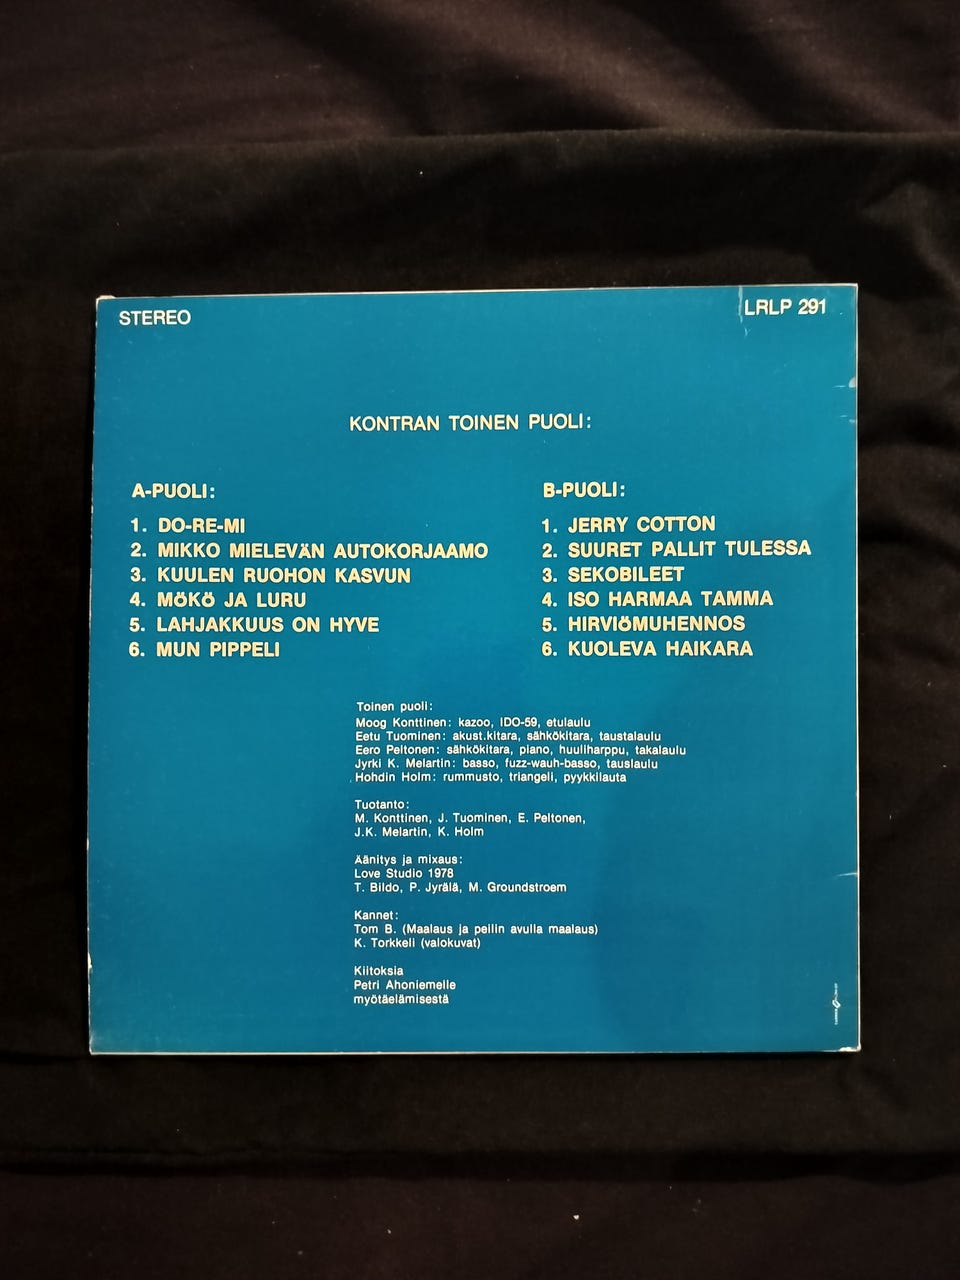 STEREO
LRLP 291
KONTRAN TOINEN PUOLI:
A-PUOLI:
1. DO-RE-MI
2. MIKKO MIELEVÄN AUTOKORJAAMO
3. KUULEN RUOHON KASVUN
4. MÖKÖ JA LURU
5. LAHJAKKUUS ON HYVE
6. MUN PIPPELI
B-PUOLI:
1. JERRY COTTON
2. SUURET PALLIT TULESSA
3. SEKOBILEET
4. ISO HARMAA TAMMA
5. HIRVIÖMUHENNOS
6. KUOLEVA HAIKARA
Toinen puoli:
Moog Konttinen: kazoo, IDO-59, etulaulu
Eetu Tuominen: akust.kitara, sähkökitara, taustalaulu
Eero Peltonen: sähkökitara, piano, huuliharppu, takalaulu
Jyrki K. Melartin: basso, fuzz-wauh-basso, tauslaulu
Hohdin Holm: rummusto, triangeli, pyykkilauta
Tuotanto:
M. Konttinen, J. Tuominen, E. Peltonen,
J.K. Melartin, K. Holm
Äänitys ja mixaus:
Love Studio 1978
T. Bildo, P. Jyrälä, M. Groundstroem
Kannet:
Tom B. (Maalaus ja peilin avulla maalaus)
K. Torkkeli (valokuvat)
Kiitoksia
Petri Ahoniemelle
myötäelämisestä